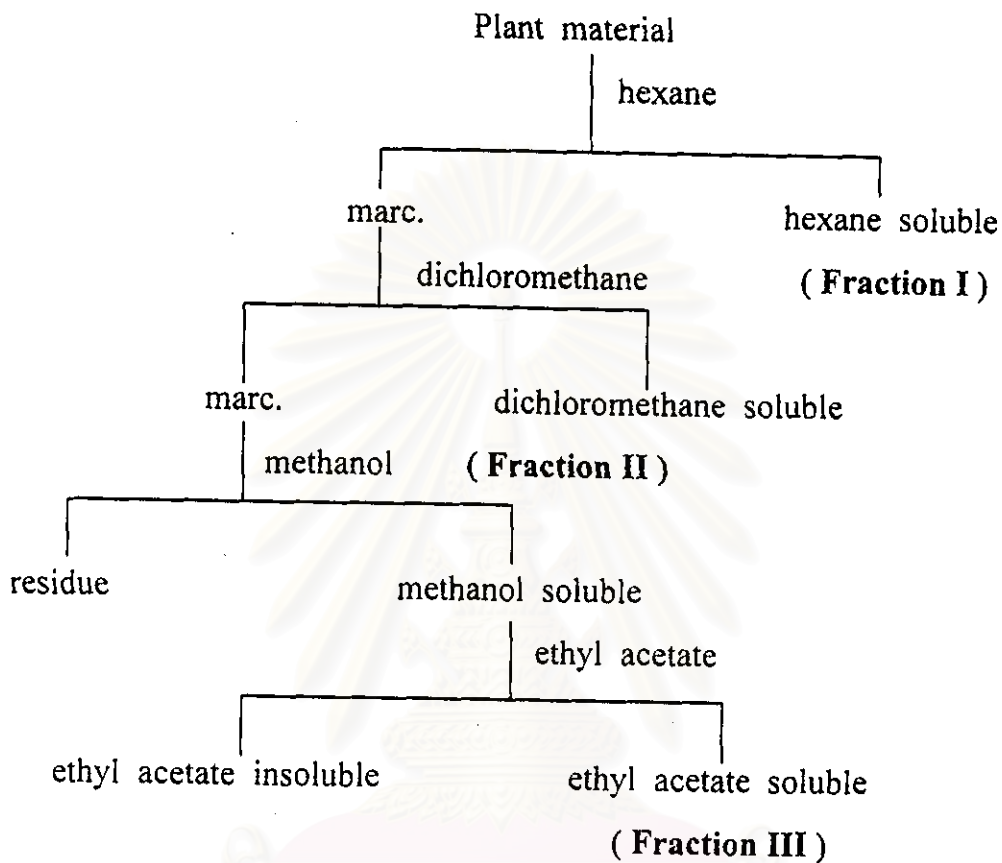 Plant material
hexane
marc.
hexane soluble
( Fraction I )
dichloromethane
marc.
dichloromethane soluble
( Fraction II )
methanol
residue
methanol soluble
ethyl acetate
ethyl acetate insoluble
ethyl acetate soluble
( Fraction III )